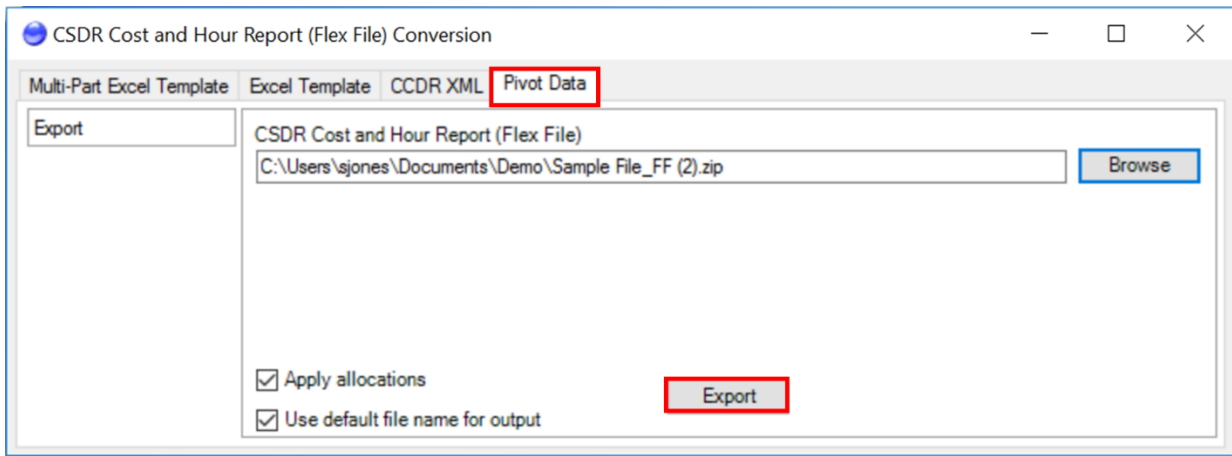 CSDR Cost and Hour Report (Flex File) Conversion
Multi-Part Excel Template Excel Template CCDR XML Pivot Data
Export
CSDR Cost and Hour Report (Flex File)
C:\Users\sjones\Documents\Demo\Sample File_FF (2).zip
Browse
Apply allocations
Export
Use default file name for output